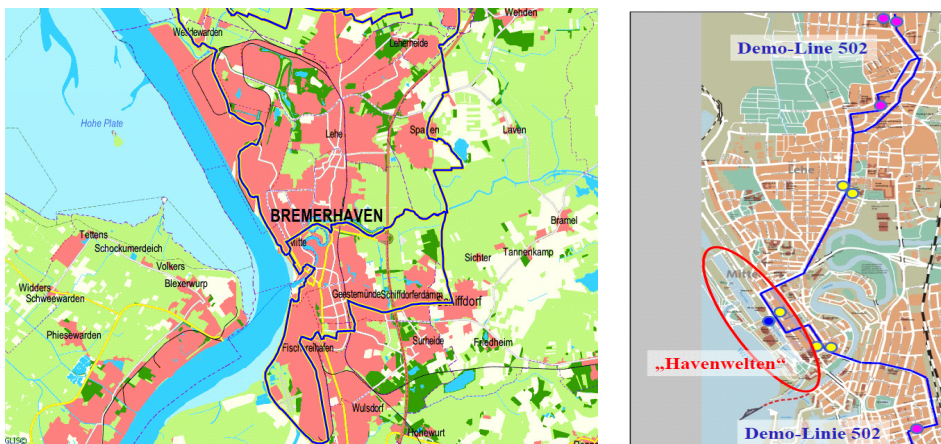 Weddewarden
Wehden
Leherheide
Hohe Plate
Lehe
Spaden
Laven
BREMERHAVEN
Mitte
Bramel
Tettens
Schockumerdeich
Sichter
Tannenkamp
Volkers
Widders
Blexerwurp
Schweewarden
Geestemünde
Schiffdorferdamm
Schiffdorf
Phiesewarden
Fischereihafen
Surheide
Friedheim
Wulsdorf
Hohewurt
GLIS©
Demo-Line 502
Lehe
Mitte
„Havenwelten“
Demo-Linie 502